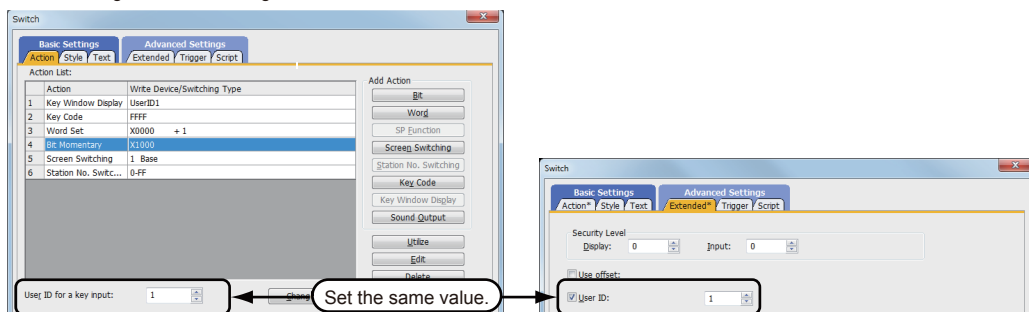 Switch
Basic Settings Advanced Settings
Action Style Text Extended Trigger Script
Action List:
Action Write Device/Switching Type
1 Key Window Display UserID1
2 Key Code FFFF
3 Word Set X0000 + 1
4 Bit Momentary X1000
5 Screen Switching 1 Base
6 Station No. Switc... 0-FF
Add Action
Bit
Word
SP Function
Screen Switching
Station No. Switching
Key Code
Key Window Display
Sound Output
Utilize
Edit
Delete
User ID for a key input: 1
Set the same value.
Switch
Basic Settings Advanced Settings
Action* Style Text Extended* Trigger Script
Security Level
Display: 0 Input: 0
Use offset:
User ID: 1